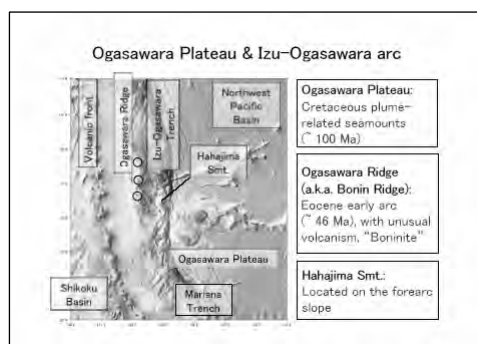 Ogasawara Plateau & Izu-Ogasawara arc
Volcanic front
Ogasawara Ridge
Izu-Ogasawara
Trench
Northwest
Pacific
Basin
Hahajima
Smt.
Ogasawara Plateau
Shikoku
Basin
Mariana
Trench
Ogasawara Plateau:
Cretaceous plume-
related seamounts
(~ 100 Ma)
Ogasawara Ridge
(a.k.a. Bonin Ridge):
Eocene early arc
(~ 46 Ma), with unusual
volcanism, "Boninite"
Hahajima Smt.:
Located on the forearc
slope